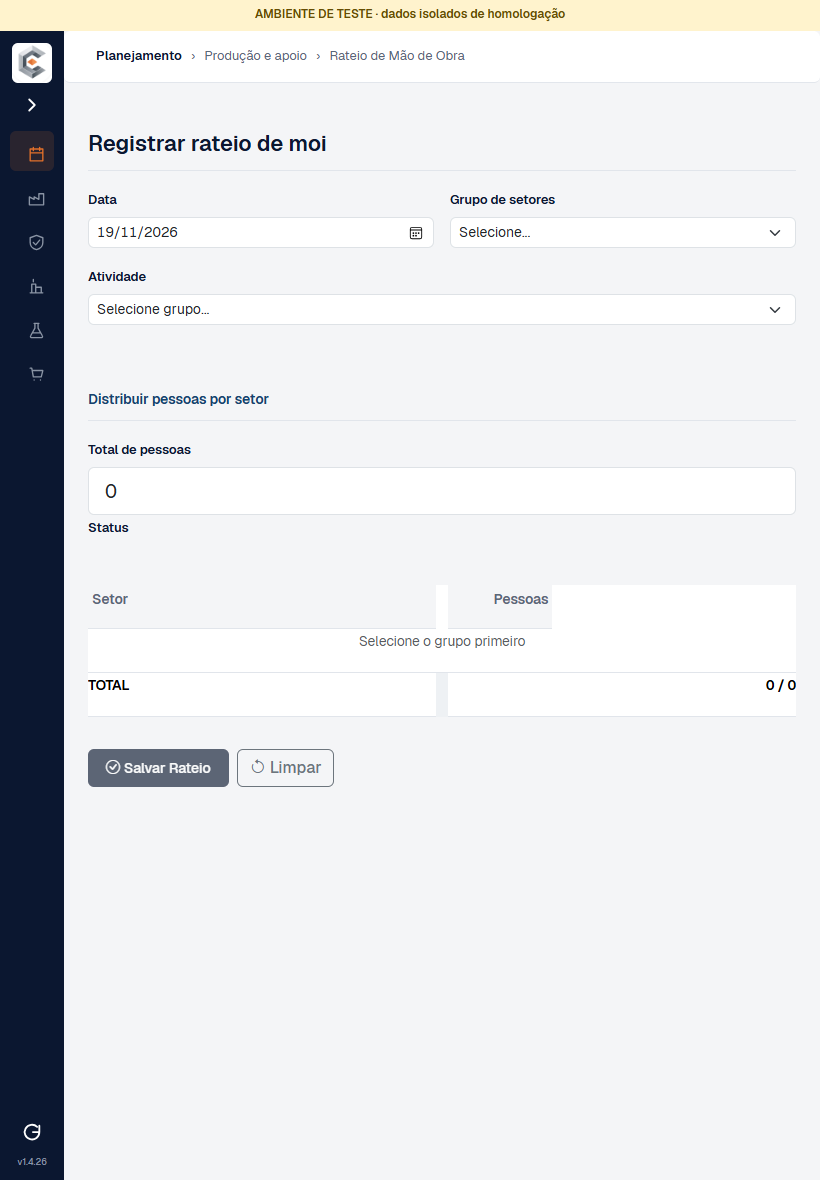 AMBIENTE DE TESTE · dados isolados de homologação
Planejamento › Produção e apoio › Rateio de Mão de Obra
Registrar rateio de moi
Data
Grupo de setores
19/11/2026
Selecione...
Atividade
Selecione grupo...
Distribuir pessoas por setor
Total de pessoas
0
Status
Setor
Pessoas
Selecione o grupo primeiro
TOTAL
0 / 0
Salvar Rateio
Limpar
v1.4.26